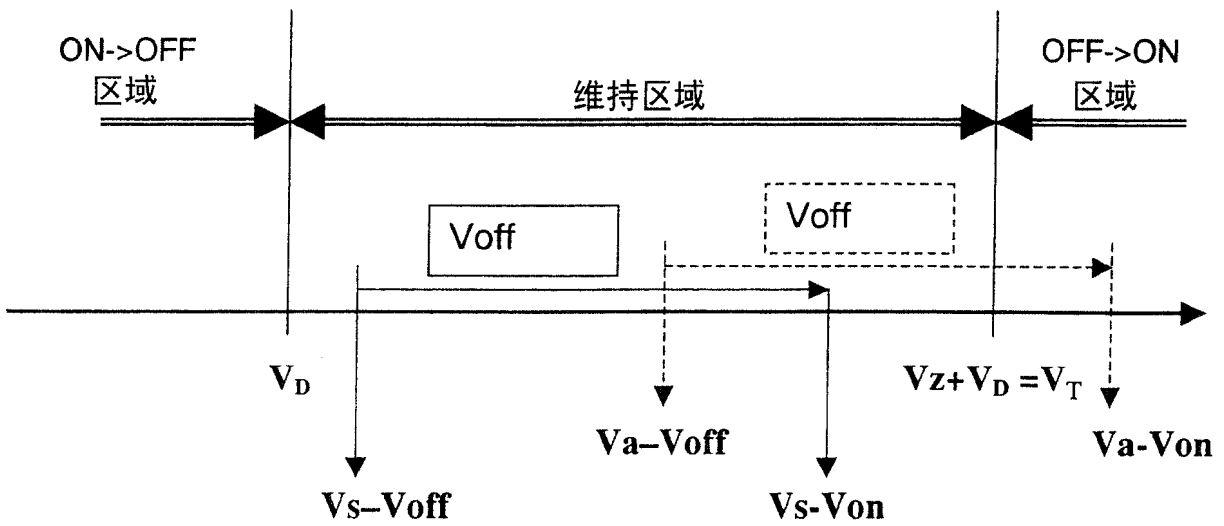 ON->OFF
区域
维持区域
OFF->ON
区域
Voff
Voff
V_D
Vz+V_D =V_T
Va–Voff
Va-Von
Vs–Voff
Vs-Von